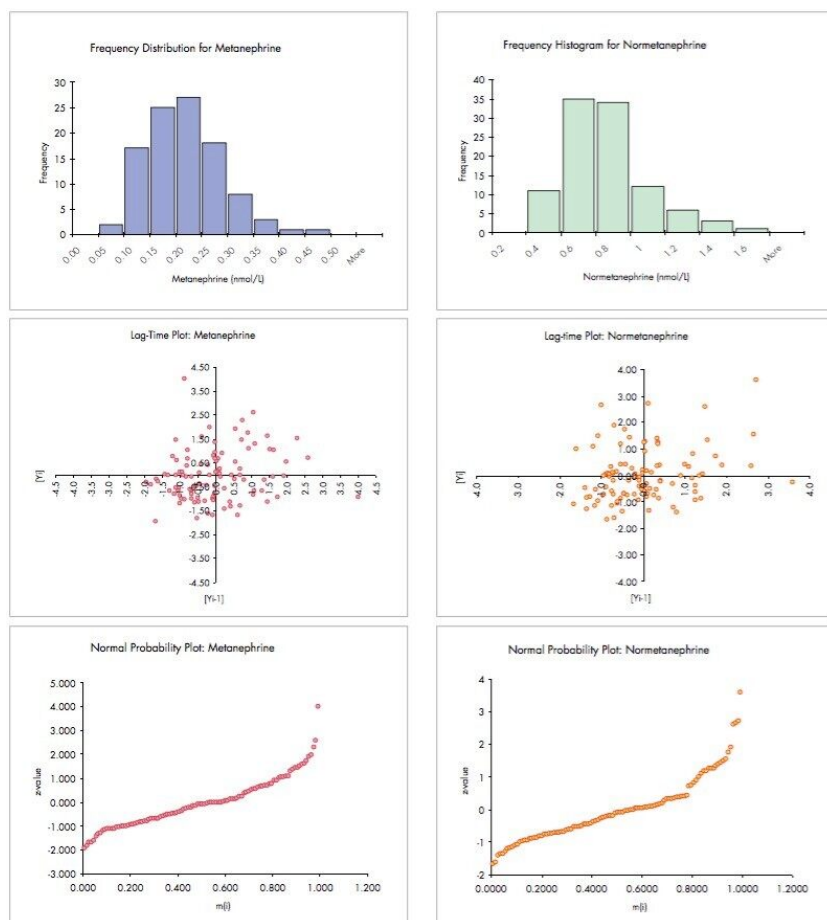 Frequency Distribution for Metanephrine
30
25
20
15
10
5
0
Frequency
0.00 0.05 0.10 0.15 0.20 0.25 0.30 0.35 0.40 0.45 0.50 More
Metanephrine (nmol/L)
Frequency Histogram for Normetanephrine
40
35
30
25
20
15
10
5
0
Frequency
0.2 0.4 0.6 0.8 1 1.2 1.4 1.6 More
Normetanephrine (nmol/L)
Lag-Time Plot: Metanephrine
4.50
3.50
2.50
1.50
0.50
-0.50
-1.50
-2.50
-3.50
-4.50
[Yi]
[Yi-1]
Lag-time Plot: Normetanephrine
4.00
3.00
2.00
1.00
0.00
-1.00
-2.00
-3.00
-4.00
[Yi]
[Yi-1]
Normal Probability Plot: Metanephrine
5.000
4.000
3.000
2.000
1.000
0.000
-1.000
-2.000
-3.000
z-value
0.000 0.200 0.400 0.600 0.800 1.000 1.200
m(i)
Normal Probability Plot: Normetanephrine
4
3
2
1
0
-1
-2
z-value
0.0000 0.2000 0.4000 0.6000 0.8000 1.0000 1.2000
m(i)